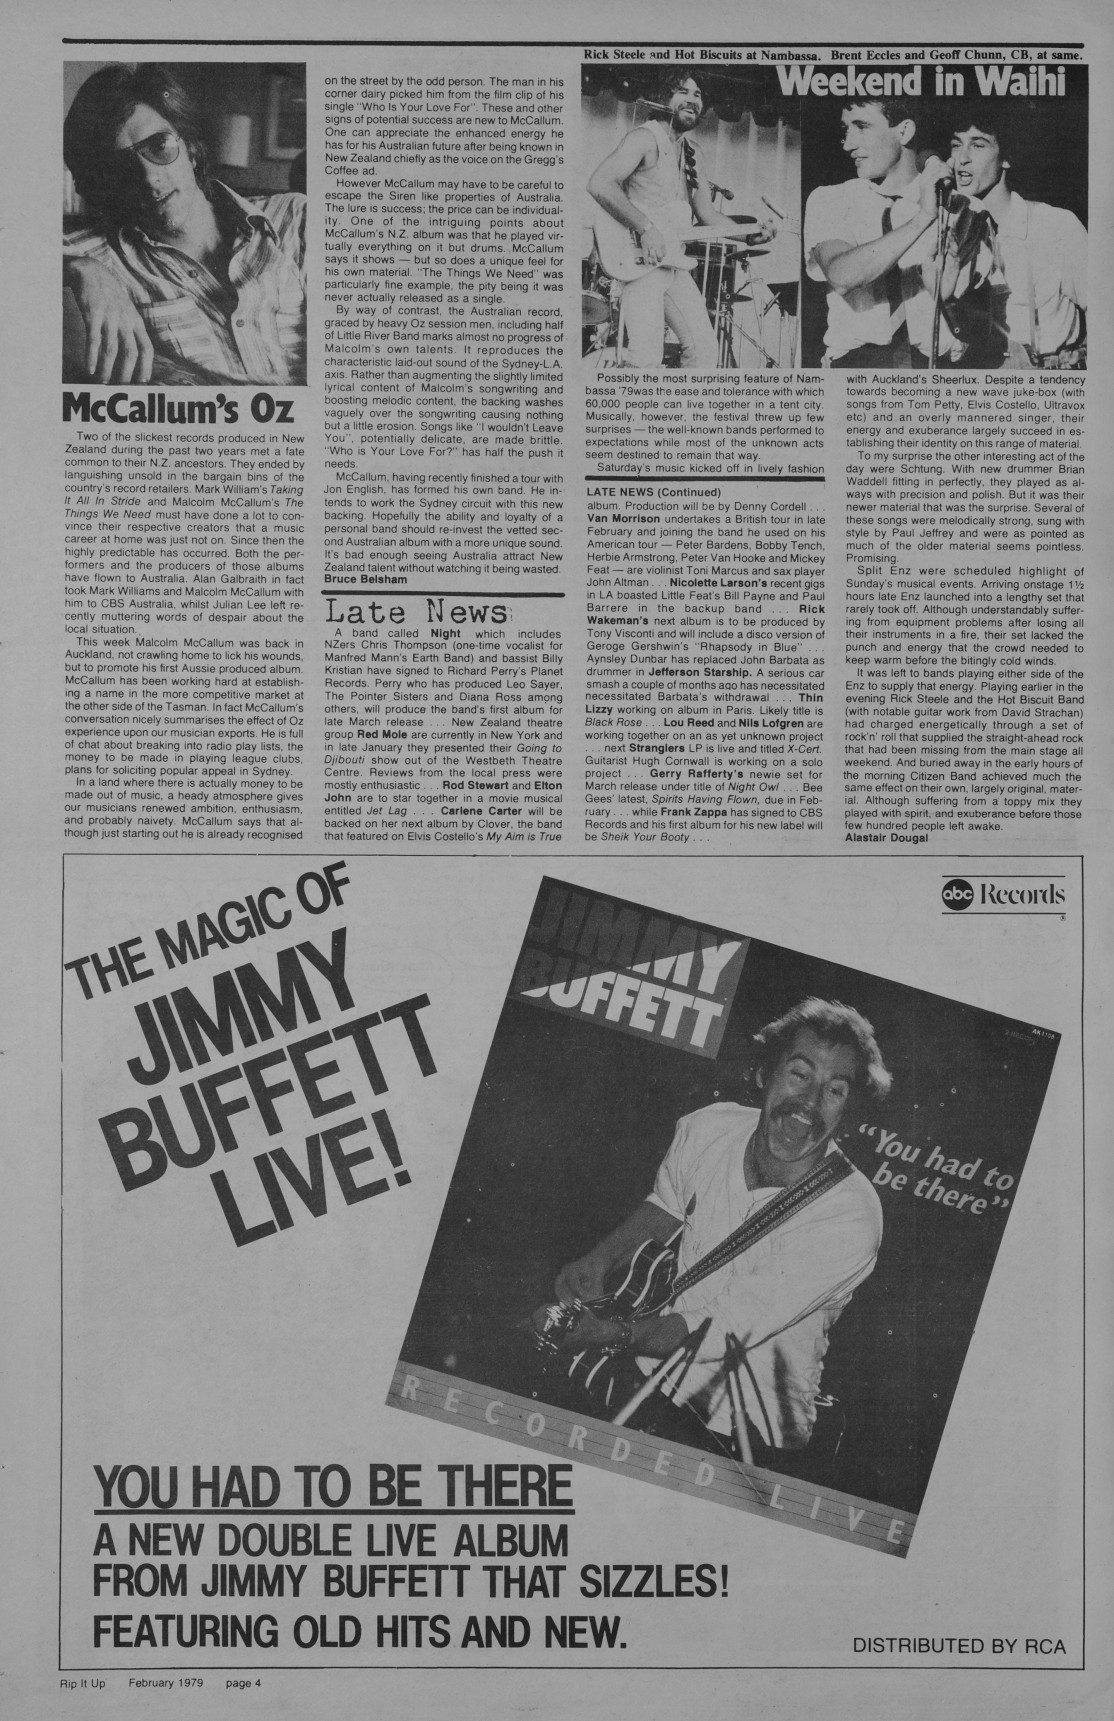 McCallum's Oz
Two of the slickest records produced in New
Zealand during the past two years met a fate
common to their N.Z. ancestors. They ended by
languishing unsold in the bargain bins of the
country's record retailers. Mark William's Taking
It All In Stride and Malcolm McCallum's The
Things We Need must have done a lot to con-
vince their respective creators that a music
career at home was just not on. Since then the
highly predictable has occurred. Both the per-
formers and the producers of those albums
have flown to Australia. Alan Galbraith in fact
took Mark Williams and Malcolm McCallum with
him to CBS Australia, whilst Julian Lee left re-
cently muttering words of despair about the
local situation.
This week Malcolm McCallum was back in
Auckland, not crawling home to lick his wounds,
but to promote his first Aussie produced album.
McCallum has been working hard at establish-
ing a name in the more competitive market at
the other side of the Tasman. In fact McCallum's
conversation nicely summarises the effect of Oz
experience upon our musician exports. He is full
of chat about breaking into radio play lists, the
money to be made in playing league clubs,
plans for soliciting popular appeal in Sydney.
In a land where there is actually money to be
made out of music, a heady atmosphere gives
our musicians renewed ambition, enthusiasm,
and probably naivety. McCallum says that al-
though just starting out he is already recognised
on the street by the odd person. The man in his
corner dairy picked him from the film clip of his
single "Who Is Your Love For". These and other
signs of potential success are new to McCallum.
One can appreciate the enhanced energy he
has for his Australian future after being known in
New Zealand chiefly as the voice on the Gregg's
Coffee ad.
However McCallum may have to be careful to
escape the Siren like properties of Australia.
The lure is success; the price can be individual-
ity. One of the intriguing points about
McCallum's N.Z. album was that he played vir-
tually everything on it but drums. McCallum
says it shows — but so does a unique feel for
his own material. "The Things We Need" was
particularly fine example, the pity being it was
never actually released as a single.
By way of contrast, the Australian record,
graced by heavy Oz session men, including half
of Little River Band marks almost no progress of
Malcolm's own talents. It reproduces the
characteristic laid-out sound of the Sydney-L.A.
axis. Rather than augmenting the slightly limited
lyrical content of Malcolm's songwriting and
boosting melodic content, the backing washes
vaguely over the songwriting causing nothing
but a little erosion. Songs like "I wouldn't Leave
You", potentially delicate, are made brittle.
"Who is Your Love For?" has half the push it
needs.
McCallum, having recently finished a tour with
Jon English, has formed his own band. He in-
tends to work the Sydney circuit with this new
backing. Hopefully the ability and loyalty of a
personal band should re-invest the vetted sec-
ond Australian album with a more unique sound.
It's bad enough seeing Australia attract New
Zealand talent without watching it being wasted.
Bruce Belsham
Late News
A band called Night which includes
NZers Chris Thompson (one-time vocalist for
Manfred Mann's Earth Band) and bassist Billy
Kristian have signed to Richard Perry's Planet
Records. Perry who has produced Leo Sayer,
The Pointer Sisters and Diana Ross among
others, will produce the band's first album for
late March release . . . New Zealand theatre
group Red Mole are currently in New York and
in late January they presented their Going to
Djibouti show out of the Westbeth Theatre
Centre. Reviews from the local press were
mostly enthusiastic . . . Rod Stewart and Elton
John are to star together in a movie musical
entitled Jet Lag . . . Carlene Carter will be
backed on her next album by Clover, the band
that featured on Elvis Costello's My Aim is True
LATE NEWS (Continued)
album. Production will be by Denny Cordell . . .
Van Morrison undertakes a British tour in late
February and joining the band he used on his
American tour — Peter Bardens, Bobby Tench,
Herbie Armstrong, Peter Van Hooke and Mickey
Feat — are violinist Toni Marcus and sax player
John Altman . . . Nicolette Larson's recent gigs
in LA boasted Little Feat's Bill Payne and Paul
Barrere in the backup band . . . Rick
Wakeman's next album is to be produced by
Tony Visconti and will include a disco version of
Geroge Gershwin's "Rhapsody in Blue" . . .
Aynsley Dunbar has replaced John Barbata as
drummer in Jefferson Starship. A serious car
smash a couple of months ago has necessitated
necessitated Barbata's withdrawal . . . Thin
Lizzy working on album in Paris. Likely title is
Black Rose . . . Lou Reed and Nils Lofgren are
working together on an as yet unknown project
. . . next Stranglers LP is live and titled X-Cert.
Guitarist Hugh Cornwall is working on a solo
project . . . Gerry Rafferty's newie set for
March release under title of Night Owl . . . Bee
Gees' latest, Spirits Having Flown, due in Feb-
ruary . . . while Frank Zappa has signed to CBS
Records and his first album for his new label will
be Sheik Your Booty . . .
Rick Steele and Hot Biscuits at Nambassa. Brent Eccles and Geoff Chunn, CB, at same.
Weekend in Waihi
Possibly the most surprising feature of Nam-
bassa '79was the ease and tolerance with which
60,000 people can live together in a tent city.
Musically, however, the festival threw up few
surprises — the well-known bands performed to
expectations while most of the unknown acts
seem destined to remain that way.
Saturday's music kicked off in lively fashion
with Auckland's Sheerlux. Despite a tendency
towards becoming a new wave juke-box (with
songs from Tom Petty, Elvis Costello, Ultravox
etc) and an overly mannered singer, their
energy and exuberance largely succeed in es-
tablishing their identity on this range of material.
To my surprise the other interesting act of the
day were Schtung. With new drummer Brian
Waddell fitting in perfectly, they played as al-
ways with precision and polish. But it was their
newer material that was the surprise. Several of
these songs were melodically strong, sung with
style by Paul Jeffrey and were as pointed as
much of the older material seems pointless.
Promising.
Split Enz were scheduled highlight of
Sunday's musical events. Arriving onstage 1½
hours late Enz launched into a lengthy set that
rarely took off. Although understandably suffer-
ing from equipment problems after losing all
their instruments in a fire, their set lacked the
punch and energy that the crowd needed to
keep warm before the bitingly cold winds.
It was left to bands playing either side of the
Enz to supply that energy. Playing earlier in the
evening Rick Steele and the Hot Biscuit Band
(with notable guitar work from David Strachan)
had charged energetically through a set of
rock'n' roll that supplied the straight-ahead rock
that had been missing from the main stage all
weekend. And buried away in the early hours of
the morning Citizen Band achieved much the
same effect on their own, largely original, mater-
ial. Although suffering from a toppy mix they
played with spirit, and exuberance before those
few hundred people left awake.
Alastair Dougal
THE MAGIC OF
JIMMY
BUFFETT
LIVE!
abc Records
®
JIMMY
BUFFETT
AK1108
"You had to
be there"
RECORDED LIVE
YOU HAD TO BE THERE
A NEW DOUBLE LIVE ALBUM
FROM JIMMY BUFFETT THAT SIZZLES!
FEATURING OLD HITS AND NEW.
DISTRIBUTED BY RCA
Rip It Up February 1979 page 4